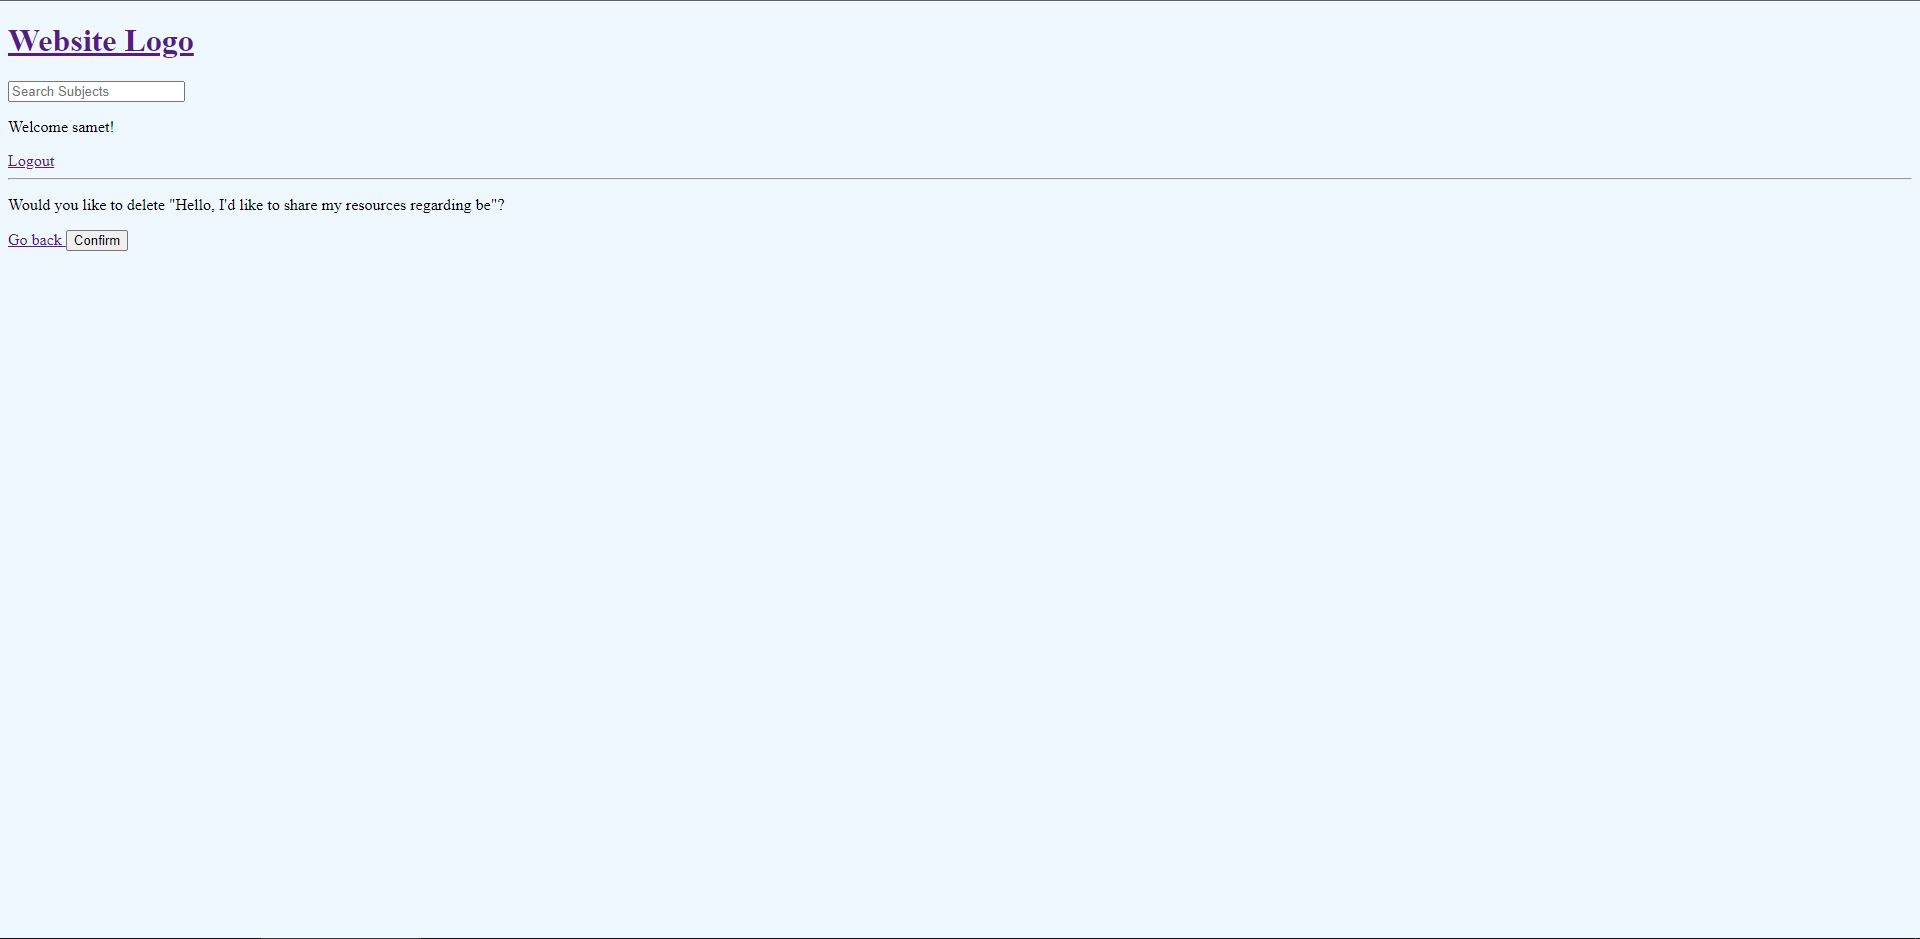 Website Logo
Search Subjects
Welcome samet!
Logout
Would you like to delete "Hello, I'd like to share my resources regarding be"?
Go back Confirm